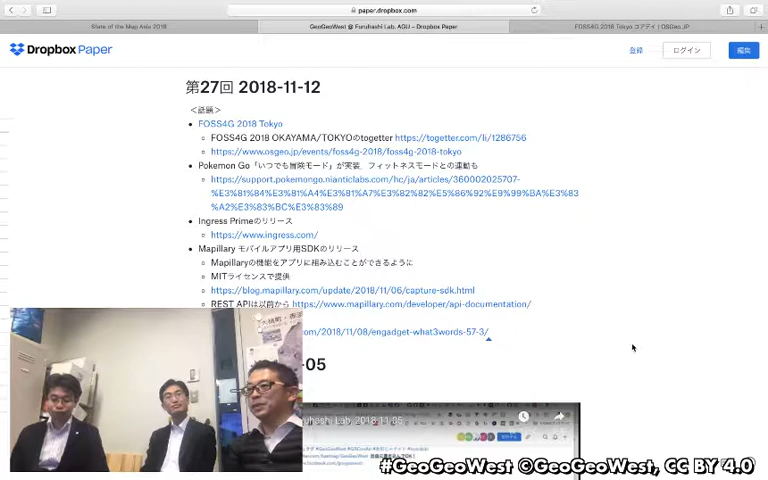 paper.dropbox.com
State of the Map Asia 2018
GeoGeoWest @ Furuhashi Lab. AGU – Dropbox Paper
FOSS4G 2018 Tokyo コアデイ | OSGeo.JP
Dropbox Paper
登録
ログイン
編集
第27回 2018-11-12
＜話題＞
FOSS4G 2018 Tokyo
FOSS4G 2018 OKAYAMA/TOKYOのtogetter https://togetter.com/li/1286756
https://www.osgeo.jp/events/foss4g-2018/foss4g-2018-tokyo
Pokemon Go「いつでも冒険モード」が実装 フィットネスモードとの連動も
https://support.pokemongo.nianticlabs.com/hc/ja/articles/360002025707-
%E3%81%84%E3%81%A4%E3%81%A7%E3%82%82%E5%86%92%E9%99%BA%E3%83
%A2%E3%83%BC%E3%83%89
Ingress Primeのリリース
https://www.ingress.com/
Mapillary モバイルアプリ用SDKのリリース
Mapillaryの機能をアプリに組み込むことができるように
MITライセンスで提供
https://blog.mapillary.com/update/2018/11/06/capture-sdk.html
REST APIは以前から https://www.mapillary.com/developer/api-documentation/
om/2018/11/08/engadget-what3words-57-3/
-05
ruhashi Lab. 2018-11-05
#GeoGeoWest ©GeoGeoWest, CC BY 4.0